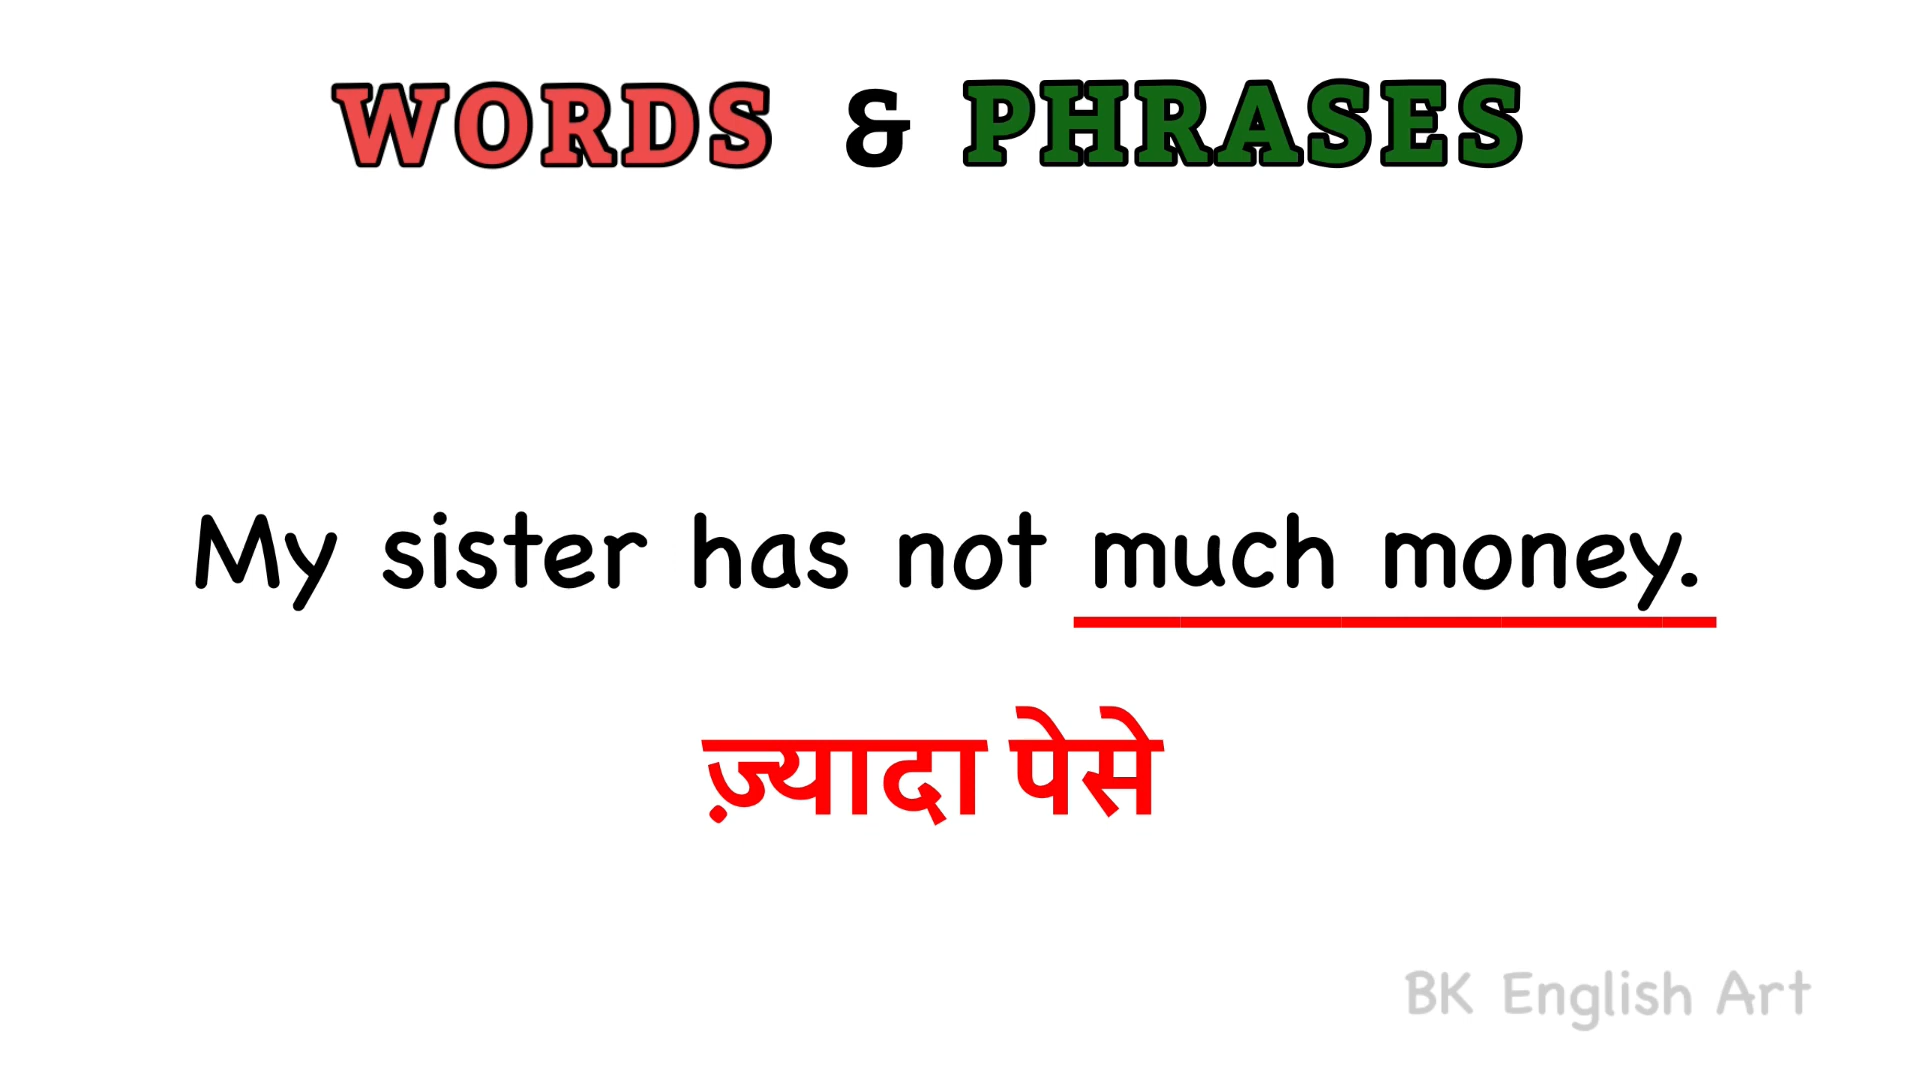 WORDS & PHRASES
My sister has not much money.
ज़्यादा पेसे
BK English Art